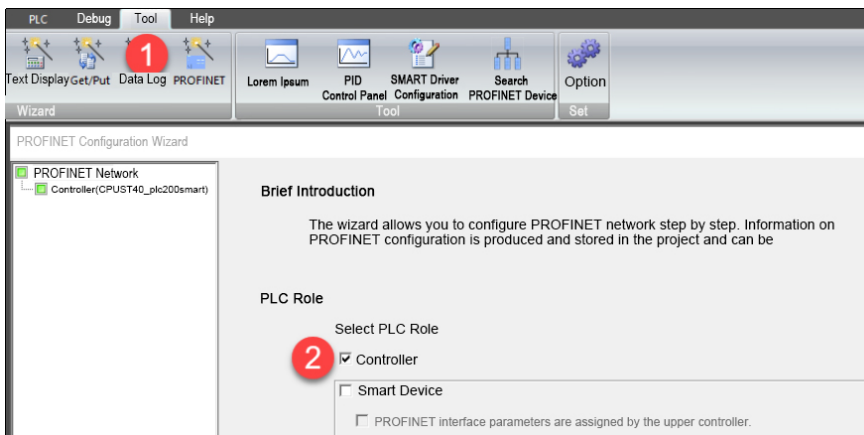 PLC Debug Tool Help
1
Text Display Get/Put Data Log PROFINET
Lorem Ipsum PID Control Panel SMART Driver Configuration Search PROFINET Device
Option
Wizard Tool Set
PROFINET Configuration Wizard
PROFINET Network
Controller(CPUST40_plc200smart)
Brief Introduction
The wizard allows you to configure PROFINET network step by step. Information on
PROFINET configuration is produced and stored in the project and can be
PLC Role
Select PLC Role
2 Controller
Smart Device
PROFINET interface parameters are assigned by the upper controller.